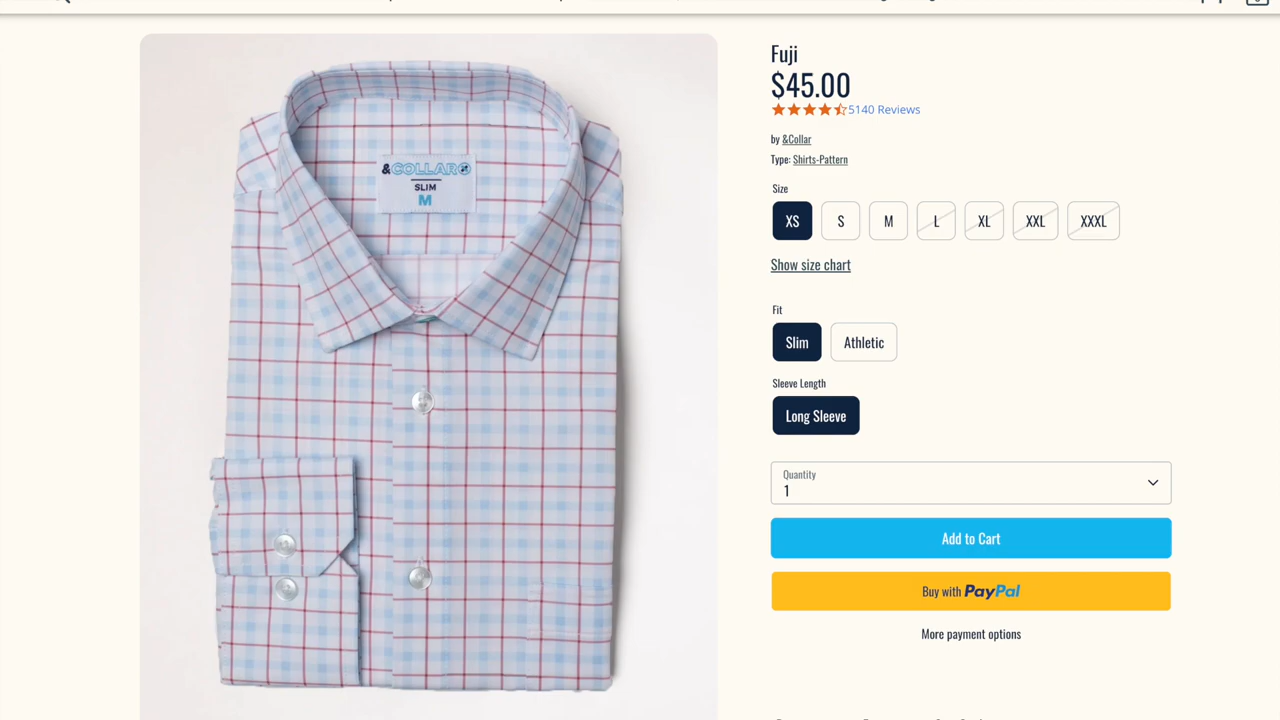 &COLLAR
SLIM
M
Fuji
$45.00
5140 Reviews
by &Collar
Type: Shirts-Pattern
Size
XS S M L XL XXL XXXL
Show size chart
Fit
Slim Athletic
Sleeve Length
Long Sleeve
Quantity
1
Add to Cart
Buy with PayPal
More payment options